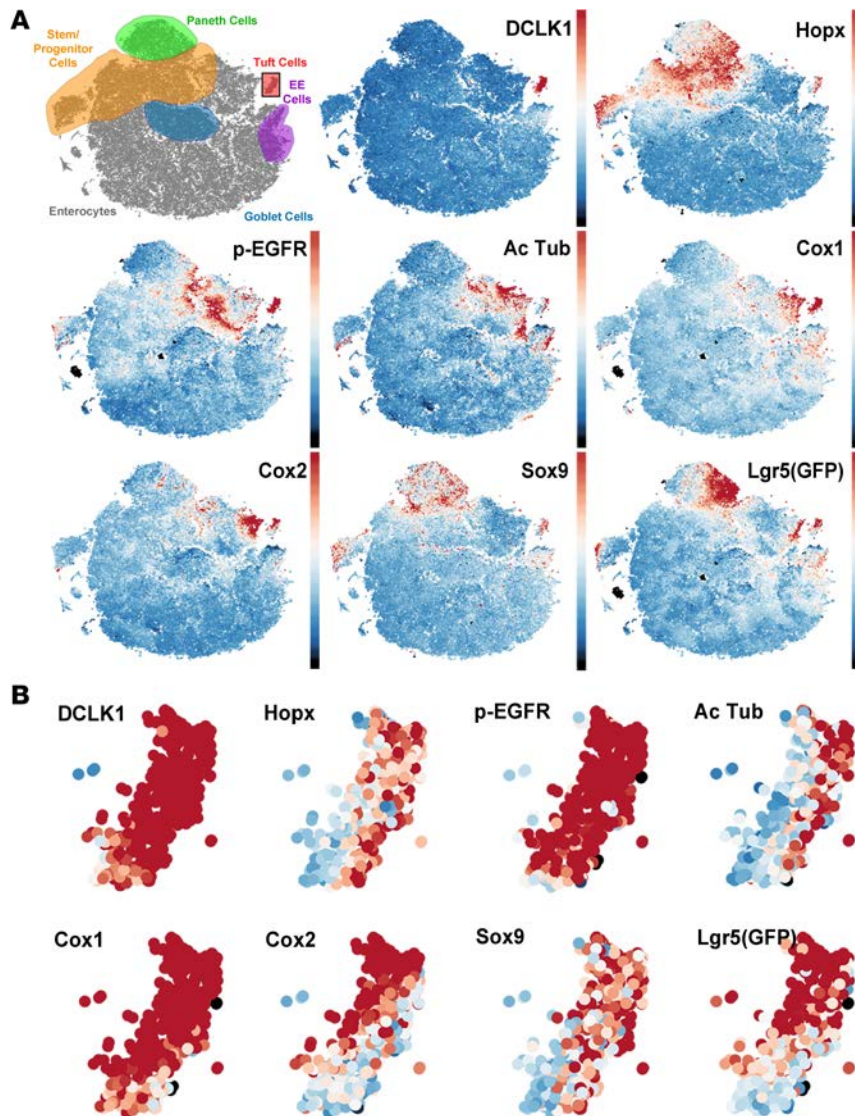 A
Paneth Cells
Stem/
Progenitor
Cells
Tuft Cells
EE
Cells
Enterocytes
Goblet Cells
DCLK1
Hopx
p-EGFR
Ac Tub
Cox1
Cox2
Sox9
Lgr5(GFP)
B
DCLK1
Hopx
p-EGFR
Ac Tub
Cox1
Cox2
Sox9
Lgr5(GFP)